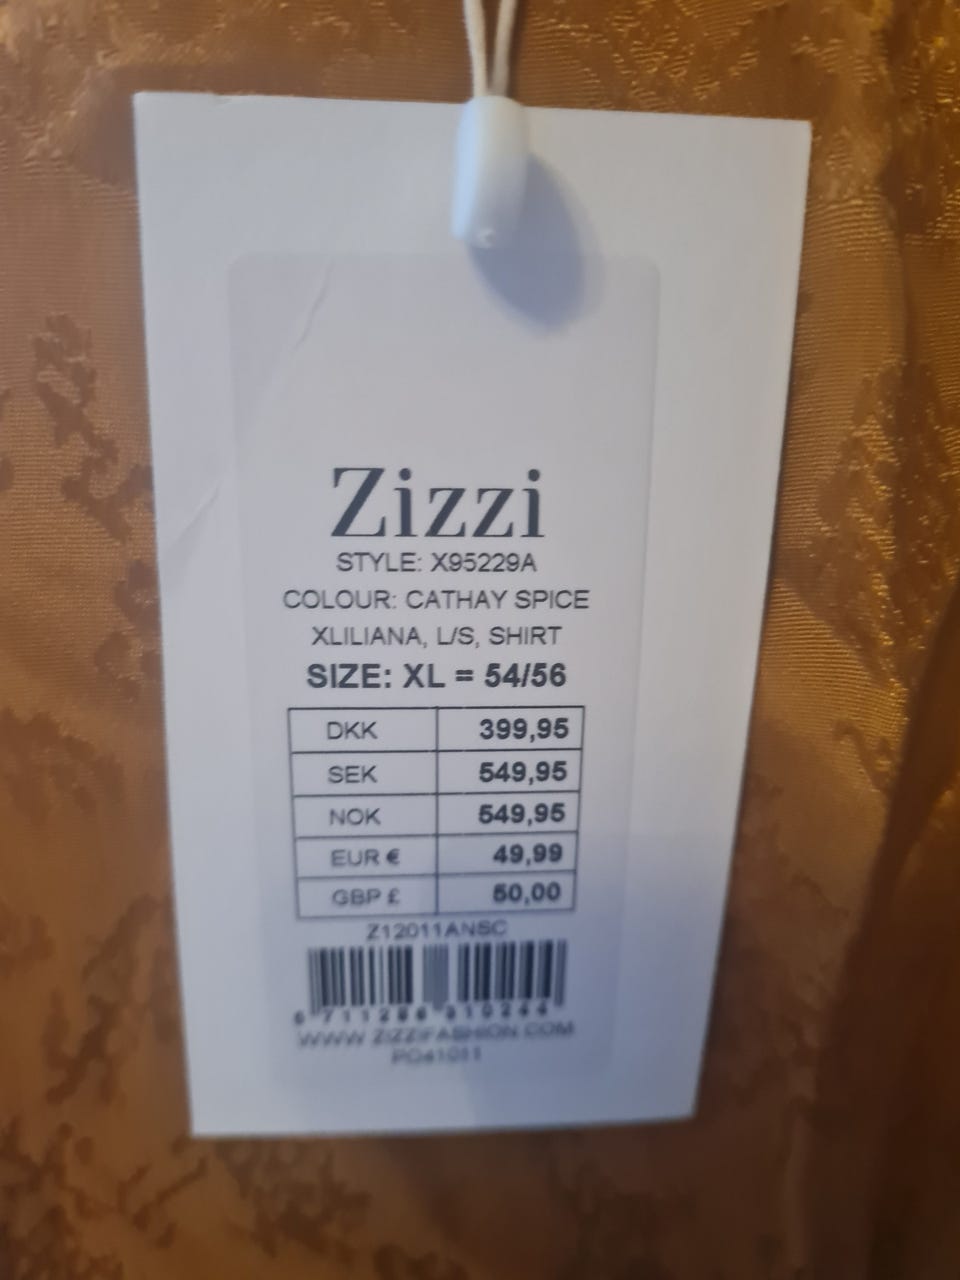 Zizzi
STYLE: X95229A
COLOUR: CATHAY SPICE
XLILIANA, L/S, SHIRT
SIZE: XL = 54/56
DKK 399,95
SEK 549,95
NOK 549,95
EUR € 49,99
GBP £ 50,00
Z12011ANSC
WWW.ZIZZIFASHION.COM